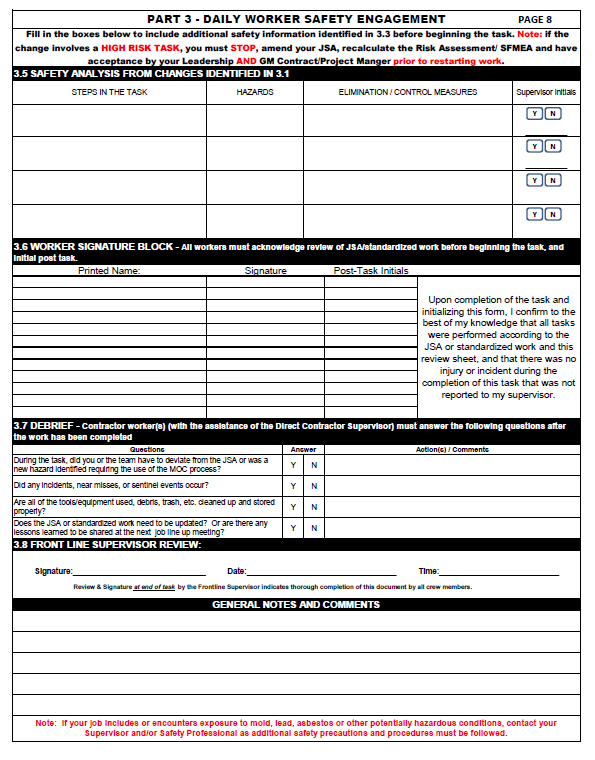 PART 3 - DAILY WORKER SAFETY ENGAGEMENT PAGE 8
Fill in the boxes below to include additional safety information identified in 3.3 before beginning the task. Note: if the
change involves a HIGH RISK TASK, you must STOP, amend your JSA, recalculate the Risk Assessment/ SFMEA and have
acceptance by your Leadership AND GM Contract/Project Manger prior to restarting work.
3.5 SAFETY ANALYSIS FROM CHANGES IDENTIFIED IN 3.1
STEPS IN THE TASK HAZARDS ELIMINATION / CONTROL MEASURES Supervisor Initials
Y N
Y N
Y N
Y N
3.6 WORKER SIGNATURE BLOCK - All workers must acknowledge review of JSA/standardized work before beginning the task, and
initial post task.
Printed Name: Signature Post-Task Initials
Upon completion of the task and
initializing this form, I confirm to the
best of my knowledge that all tasks
were performed according to the
JSA or standardized work and this
review sheet, and that there was no
injury or incident during the
completion of this task that was not
reported to my supervisor.
3.7 DEBRIEF - Contractor worker(s) (with the assistance of the Direct Contractor Supervisor) must answer the following questions after
the work has been completed
Questions Answer Action(s) / Comments
During the task, did you or the team have to deviate from the JSA or was a
new hazard identified requiring the use of the MOC process? Y N
Did any incidents, near misses, or sentinel events occur? Y N
Are all of the tools/equipment used, debris, trash, etc. cleaned up and stored
properly? Y N
Does the JSA or standardized work need to be updated? Or are there any
lessons learned to be shared at the next job line up meeting? Y N
3.8 FRONT LINE SUPERVISOR REVIEW:
Signature: Date: Time:
Review & Signature at end of task by the Frontline Supervisor indicates thorough completion of this document by all crew members.
GENERAL NOTES AND COMMENTS
Note: If your job includes or encounters exposure to mold, lead, asbestos or other potentially hazardous conditions, contact your
Supervisor and/or Safety Professional as additional safety precautions and procedures must be followed.